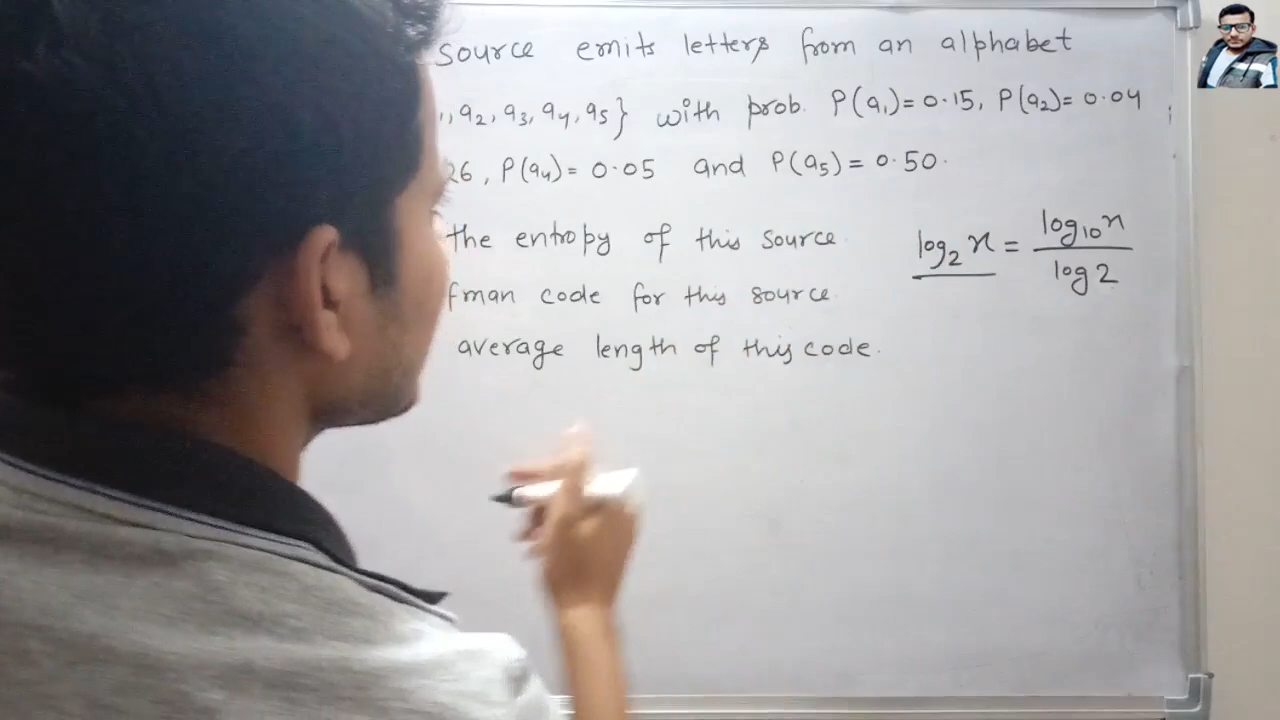 source emits letters from an alphabet
, a2, a3, a4, a5} with prob. P(a1)= 0.15, P(a2)= 0.04
26, P(a4)= 0.05 and P(a5)= 0.50.
the entropy of this source
fman code for this source
average length of this code.
log2 x = log10 x / log 2